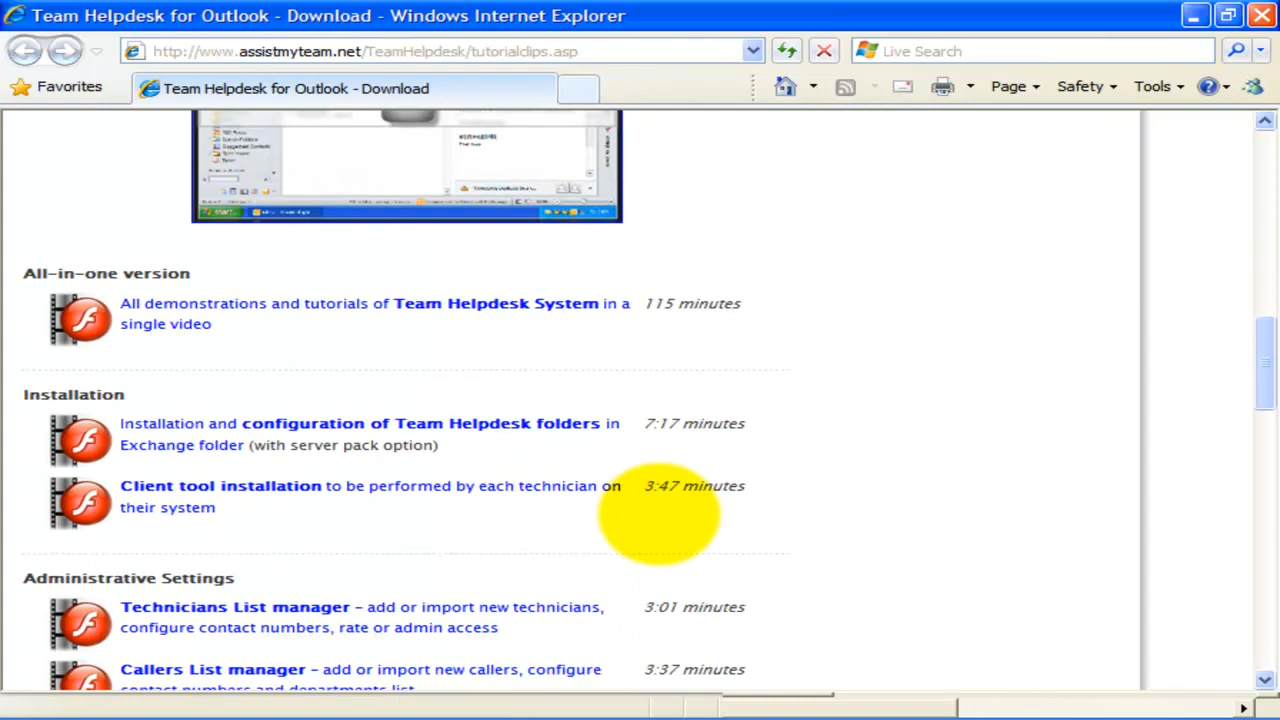 Team Helpdesk for Outlook - Download - Windows Internet Explorer
http://www.assistmyteam.net/TeamHelpdesk/tutorialclips.asp
Live Search
Favorites
Team Helpdesk for Outlook - Download
Page
Safety
Tools
All-in-one version
All demonstrations and tutorials of Team Helpdesk System in a 115 minutes
single video
Installation
Installation and configuration of Team Helpdesk folders in 7:17 minutes
Exchange folder (with server pack option)
Client tool installation to be performed by each technician on 3:47 minutes
their system
Administrative Settings
Technicians List manager – add or import new technicians, 3:01 minutes
configure contact numbers, rate or admin access
Callers List manager – add or import new callers, configure 3:37 minutes
contact numbers and departments list